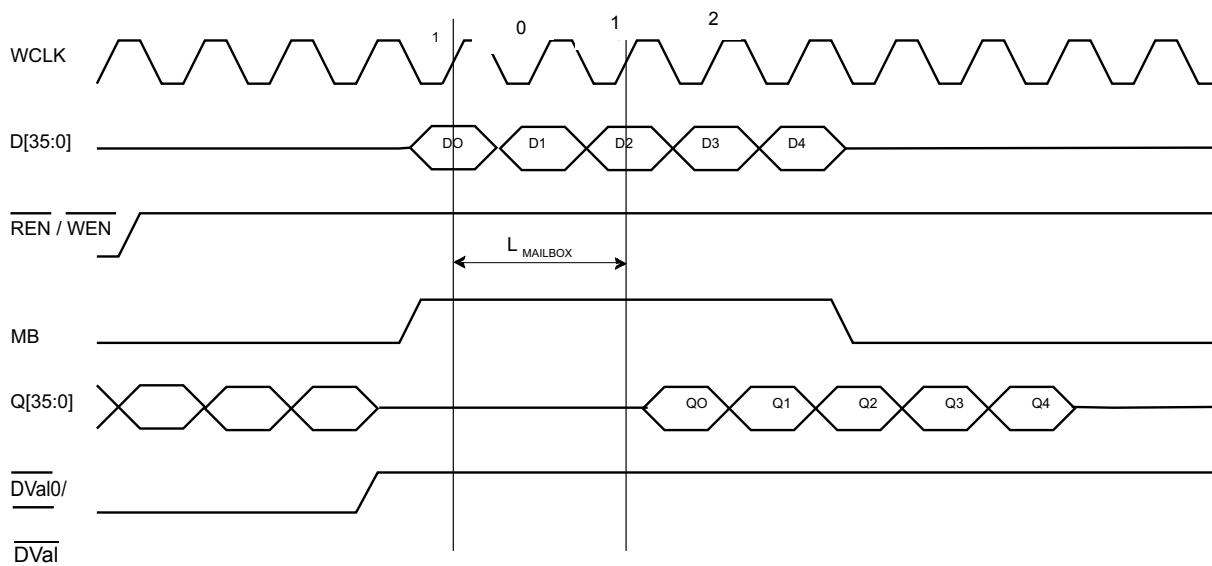 1 0 1 2
WCLK
D[35:0] DO D1 D2 D3 D4
REN / WEN
L MAILBOX
MB
Q[35:0] QO Q1 Q2 Q3 Q4
DVal0/
DVal